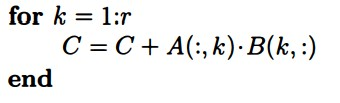 for k = 1:r
C = C + A(:, k)·B(k, :)
end